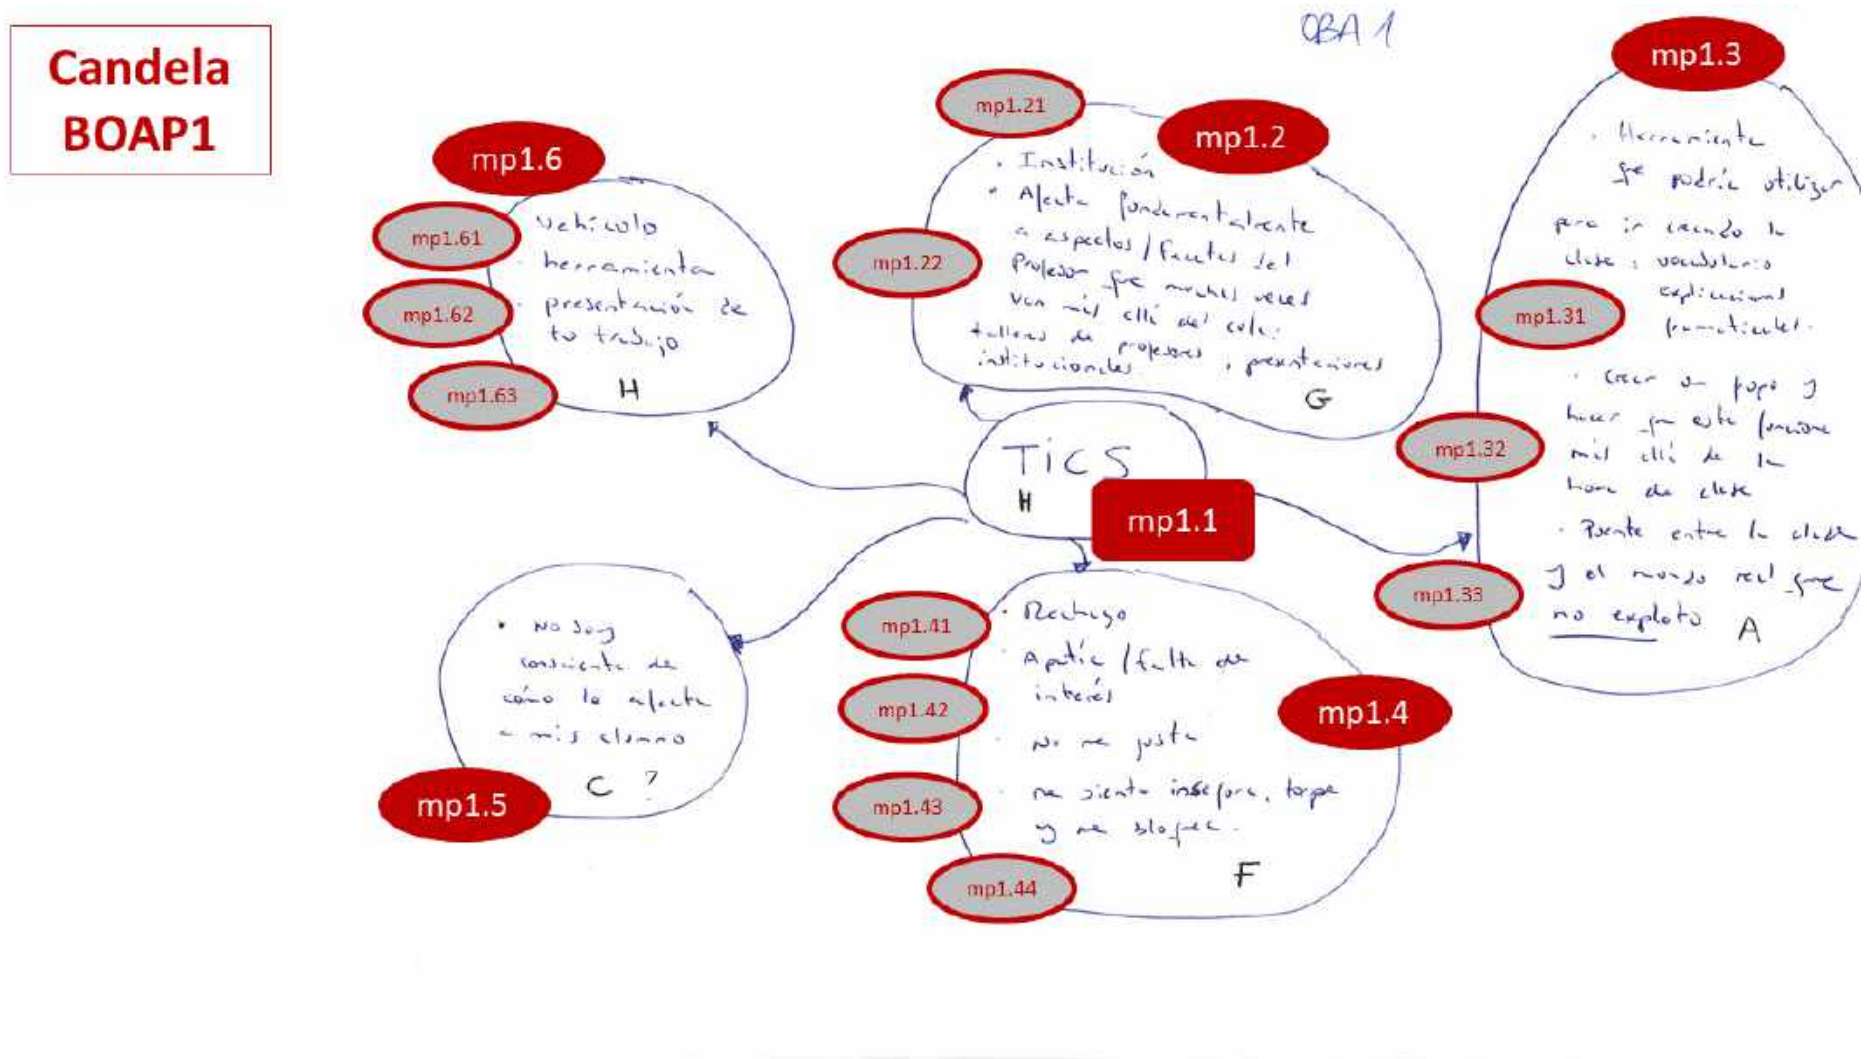 Candela
BOAP1
OBA 1
mp1.6
mp1.61
mp1.62
mp1.63
vehículo
· herramienta
· presentación de
tu trabajo
H
mp1.21
mp1.2
mp1.22
· Institución
· Afecta fundamentalmente
a aspectos / facetas del
profesor que muchas veces
van más allá del cole:
talleres de profesores, presentaciones
institucionales.
G
mp1.3
mp1.31
mp1.32
mp1.33
· Herramienta
que podría utilizar
para ir creando la
clase: vocabulario
explicaciones
gramaticales.
· Crear un grupo y
hacer que este funcione
más allá de la
hora de clase
· Puente entre la clase
y el mundo real que
no exploto
A
TICS
H
mp1.1
mp1.41
mp1.42
mp1.43
mp1.44
mp1.4
· Rechazo
· Apatía / falta de
interés
· No me gusta
· me siento insegura, torpe
y me bloqueo.
F
· No soy
consciente de
cómo le afecta
a mis alumno
C ?
mp1.5